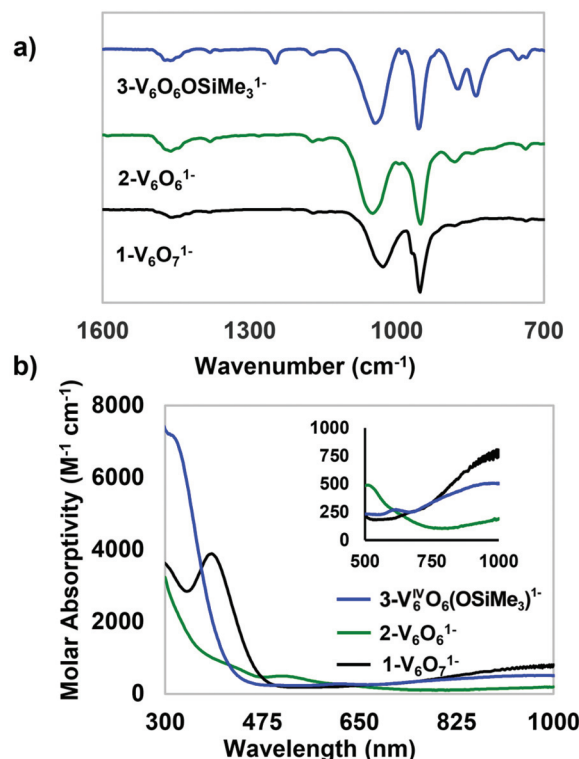 a)
3-V₆O₆OSiMe₃¹⁻
2-V₆O₆¹⁻
1-V₆O₇¹⁻
1600 1300 1000 700
Wavenumber (cm⁻¹)
b)
Molar Absorptivity (M⁻¹ cm⁻¹)
8000
6000
4000
2000
0
1000
750
500
250
0
500 750 1000
3-V₆ᴵⱽO₆(OSiMe₃)¹⁻
2-V₆O₆¹⁻
1-V₆O₇¹⁻
300 475 650 825 1000
Wavelength (nm)